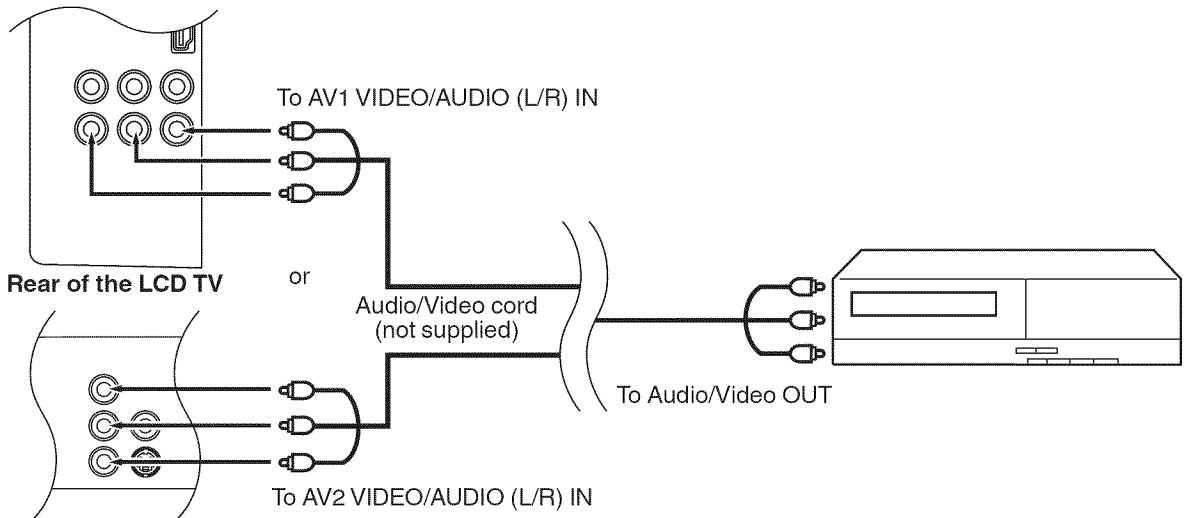 To AV1 VIDEO/AUDIO (L/R) IN
Rear of the LCD TV
or
Audio/Video cord
(not supplied)
To Audio/Video OUT
To AV2 VIDEO/AUDIO (L/R) IN